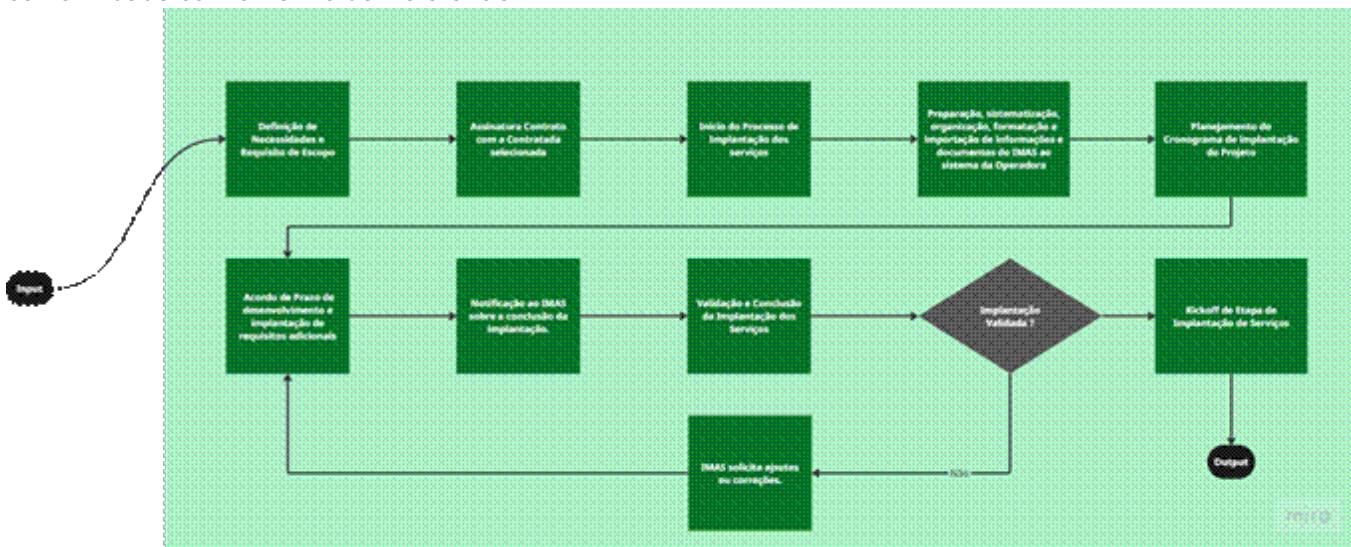 Input
Definição de
Necessidades e
Requisito de Escopo
Assinatura Contrato
com a Contratada
selecionada
Início do Processo de
Implantação dos
serviços
Preparação, sistematização,
organização, formatação e
importação de informações e
documentos do IMAS ao
sistema da Operadora
Planejamento do
Cronograma de Implantação
do Projeto
Acordo de Prazo de
desenvolvimento e
implantação de
requisitos adicionais
Notificação ao IMAS
sobre a conclusão da
Implantação.
Validação e Conclusão
da Implantação dos
Serviços
Implantação
Validada ?
Kickoff de Etapa de
Implantação de Serviços
IMAS solicita ajustes
ou correções.
Não
Output
miro